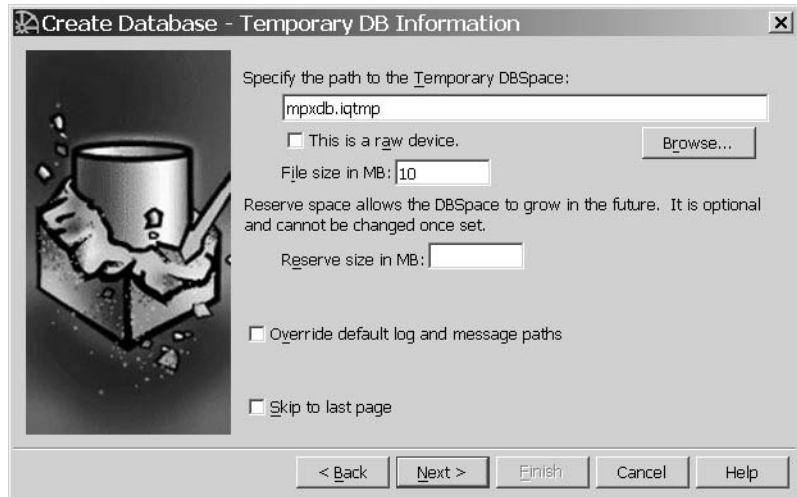 Create Database - Temporary DB Information
Specify the path to the Temporary DBSpace:
mpxdb.iqtmp
This is a raw device.
Browse...
File size in MB: 10
Reserve space allows the DBSpace to grow in the future. It is optional
and cannot be changed once set.
Reserve size in MB:
Override default log and message paths
Skip to last page
< Back Next > Finish Cancel Help